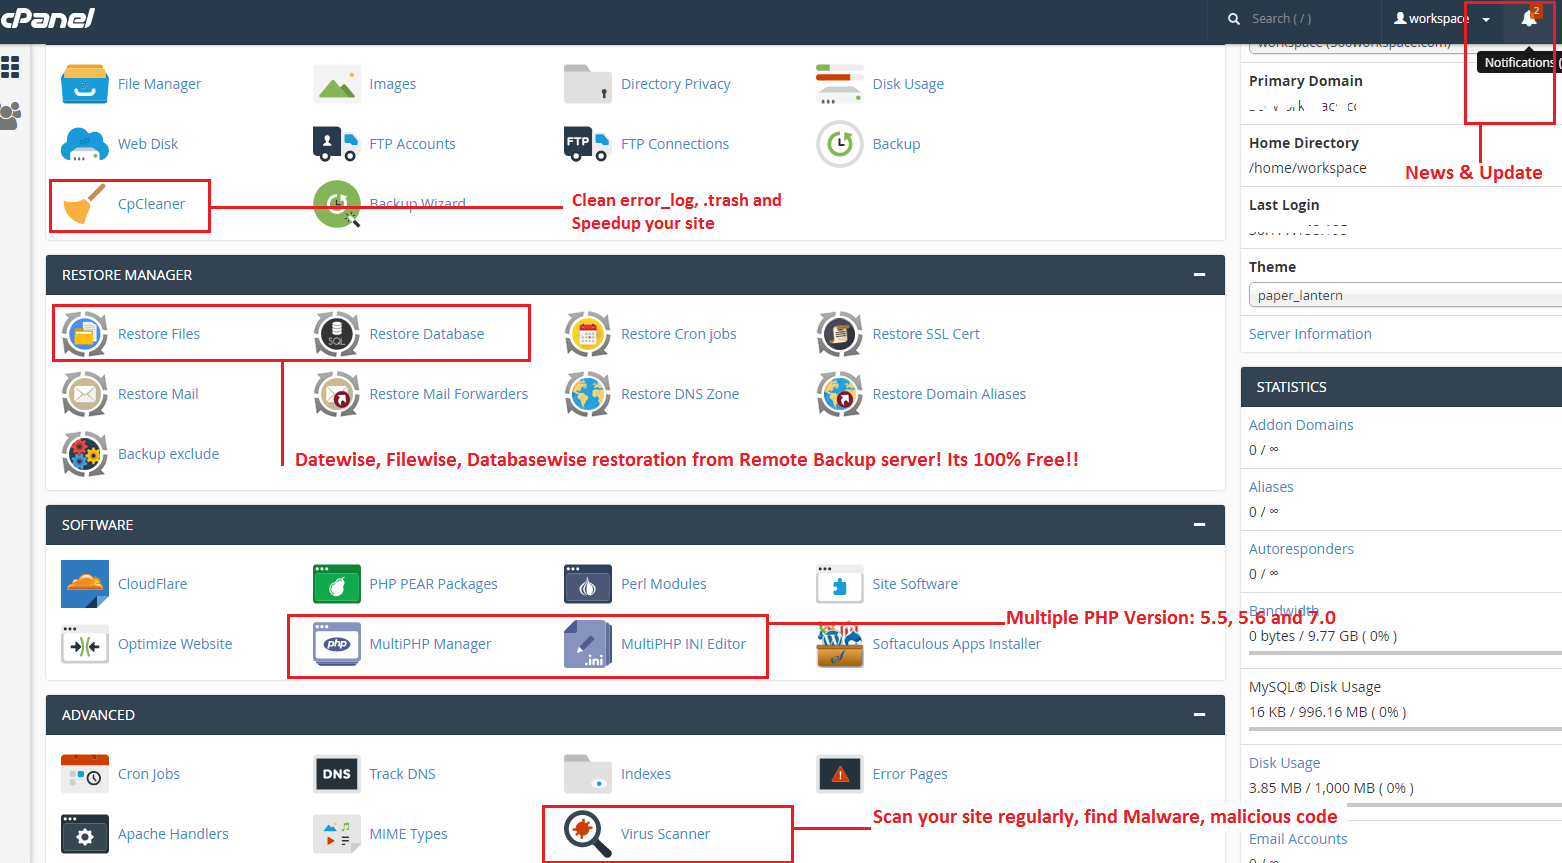 cPanel
Search ( / )
workspace
2
Notifications (
File Manager
Images
Directory Privacy
Disk Usage
Web Disk
FTP Accounts
FTP
FTP Connections
Backup
CpCleaner
Backup Wizard
Clean error_log, .trash and
Speedup your site
RESTORE MANAGER
Restore Files
SQL
Restore Database
Restore Cron jobs
Restore SSL Cert
Restore Mail
Restore Mail Forwarders
Restore DNS Zone
Restore Domain Aliases
Backup exclude
Datewise, Filewise, Databasewise restoration from Remote Backup server! Its 100% Free!!
SOFTWARE
CloudFlare
PHP PEAR Packages
Perl Modules
Site Software
Optimize Website
php
MultiPHP Manager
.ini
MultiPHP INI Editor
Softaculous Apps Installer
Multiple PHP Version: 5.5, 5.6 and 7.0
ADVANCED
Cron Jobs
DNS
Track DNS
Indexes
Error Pages
Apache Handlers
MIME Types
Virus Scanner
Scan your site regularly, find Malware, malicious code
Primary Domain
Home Directory
/home/workspace
News & Update
Last Login
Theme
paper_lantern
Server Information
STATISTICS
Addon Domains
0 / ∞
Aliases
0 / ∞
Autoresponders
0 / ∞
Bandwidth
0 bytes / 9.77 GB ( 0% )
MySQL® Disk Usage
16 KB / 996.16 MB ( 0% )
Disk Usage
3.85 MB / 1,000 MB ( 0% )
Email Accounts